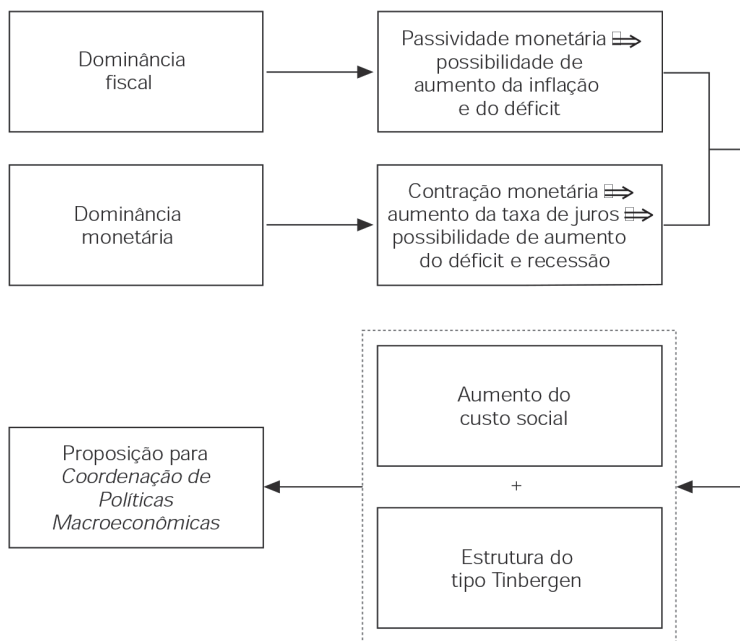 Dominância
fiscal
Passividade monetária ⇒
possibilidade de
aumento da inflação
e do déficit
Dominância
monetária
Contração monetária ⇒
aumento da taxa de juros ⇒
possibilidade de aumento
do déficit e recessão
Aumento do
custo social
+
Estrutura do
tipo Tinbergen
Proposição para
Coordenação de
Políticas
Macroeconômicas